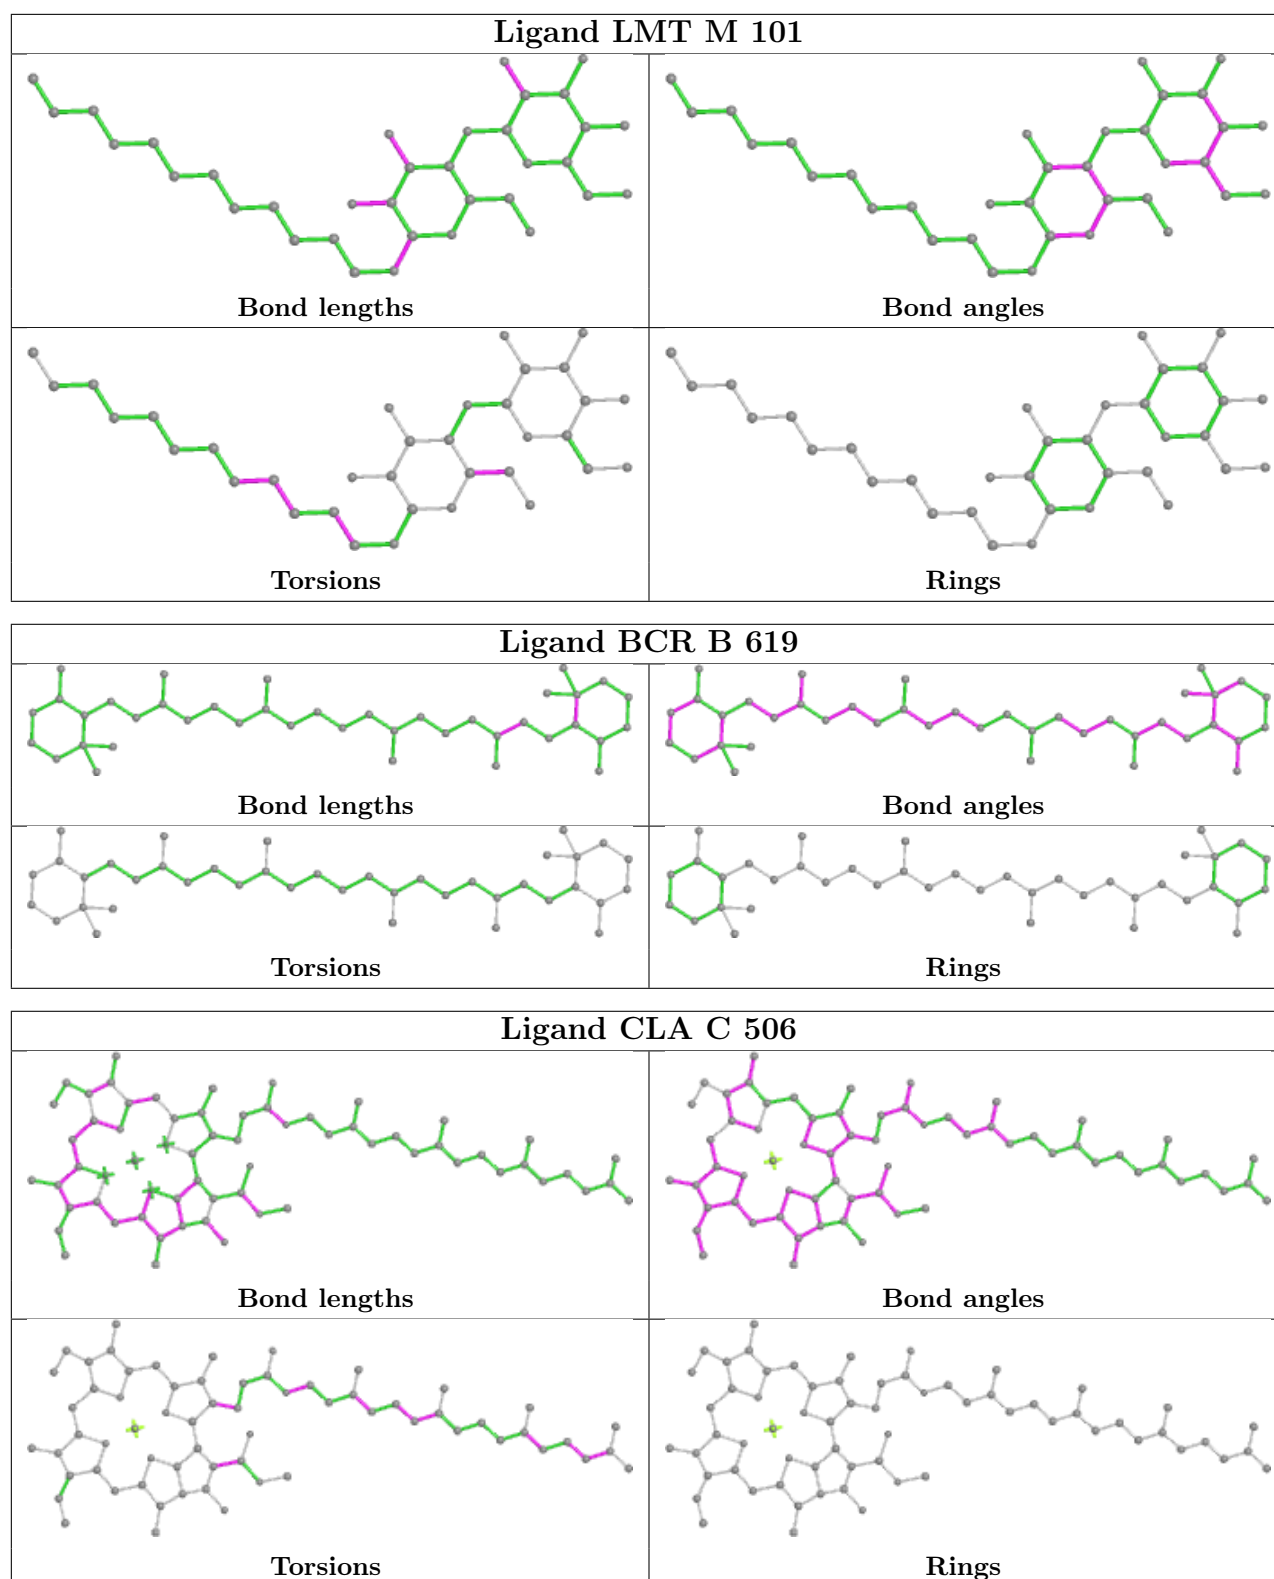 Ligand LMT M 101
Bond lengths
Bond angles
Torsions
Rings
Ligand BCR B 619
Bond lengths
Bond angles
Torsions
Rings
Ligand CLA C 506
Bond lengths
Bond angles
Torsions
Rings